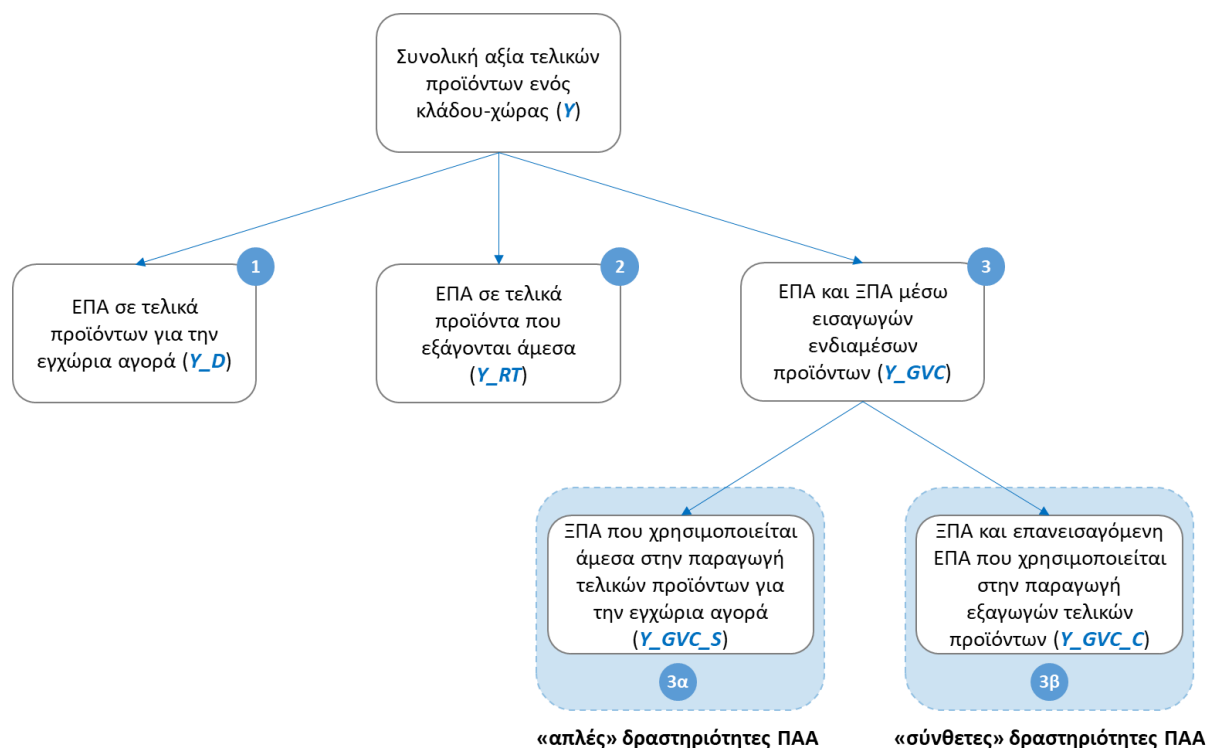 Συνολική αξία τελικών
προϊόντων ενός
κλάδου-χώρας (Y)
1
ΕΠΑ σε τελικά
προϊόντων για την
εγχώρια αγορά (Y_D)
2
ΕΠΑ σε τελικά
προϊόντα που
εξάγονται άμεσα
(Y_RT)
3
ΕΠΑ και ΞΠΑ μέσω
εισαγωγών
ενδιαμέσων
προϊόντων (Y_GVC)
ΞΠΑ που χρησιμοποιείται
άμεσα στην παραγωγή
τελικών προϊόντων για
την εγχώρια αγορά
(Y_GVC_S)
3α
«απλές» δραστηριότητες ΠΑΑ
ΞΠΑ και επανεισαγόμενη
ΕΠΑ που χρησιμοποιείται
στην παραγωγή
εξαγωγών τελικών
προϊόντων (Y_GVC_C)
3β
«σύνθετες» δραστηριότητες ΠΑΑ